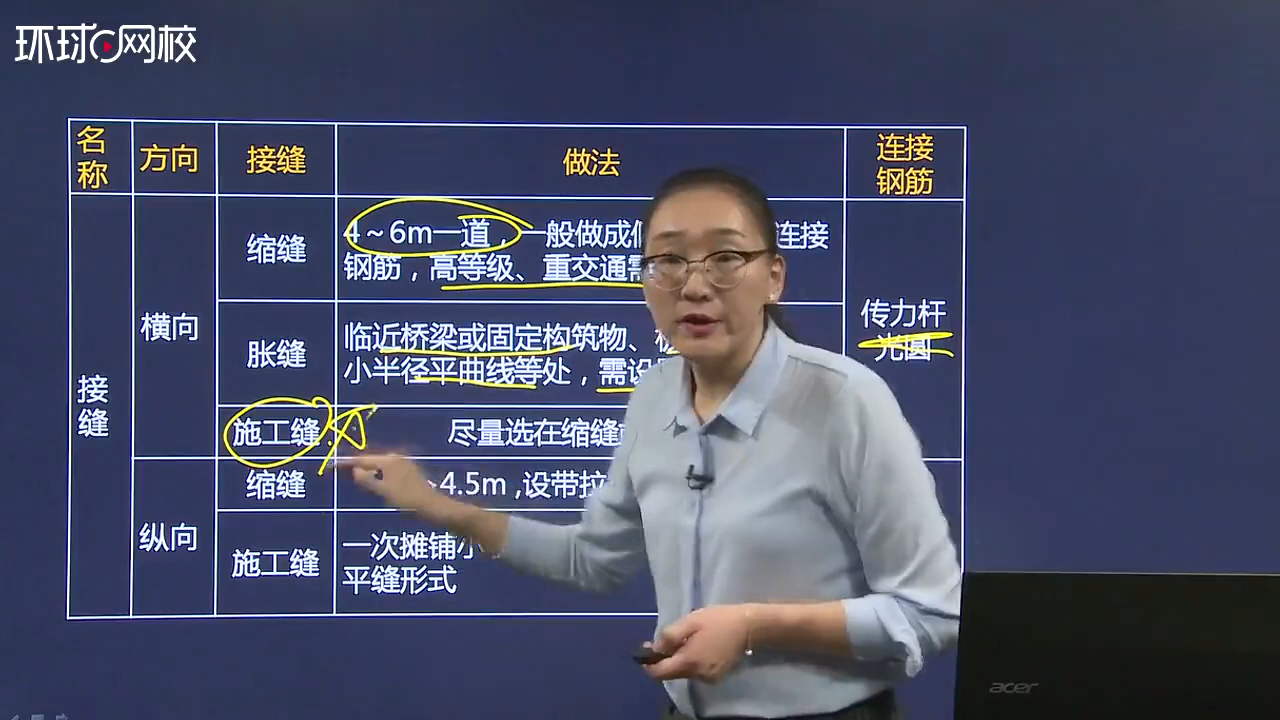 环球网校
名称
方向
接缝
做法
连接
钢筋
接缝
横向
缩缝
4～6m一道，一般做成
连接
钢筋，高等级、重交通
胀缝
临近桥梁或固定构筑物、
小半径平曲线等处，需设
传力杆
光圆
施工缝
尽量选在缩缝
纵向
缩缝
>4.5m ,设带拉
施工缝
一次摊铺小
平缝形式
acer